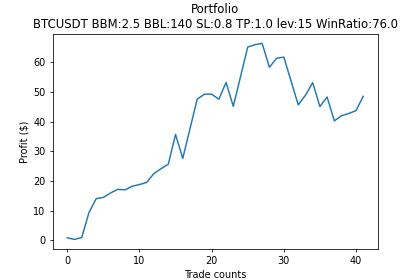 Portfolio
BTCUSDT BBM:2.5 BBL:140 SL:0.8 TP:1.0 lev:15 WinRatio:76.0
Profit ($)
60
50
40
30
20
10
0
0 10 20 30 40
Trade counts